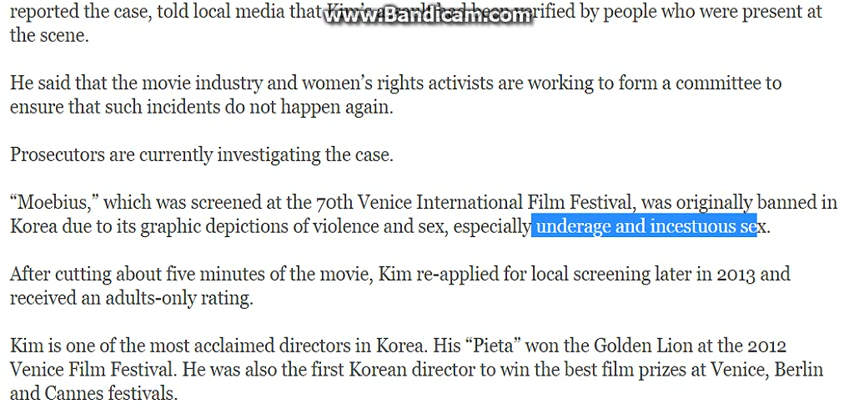 reported the case, told local media that Kim's assault had been verified by people who were present at
www.Bandicam.com
the scene.
He said that the movie industry and women's rights activists are working to form a committee to
ensure that such incidents do not happen again.
Prosecutors are currently investigating the case.
“Moebius,” which was screened at the 70th Venice International Film Festival, was originally banned in
Korea due to its graphic depictions of violence and sex, especially underage and incestuous sex.
After cutting about five minutes of the movie, Kim re-applied for local screening later in 2013 and
received an adults-only rating.
Kim is one of the most acclaimed directors in Korea. His “Pieta” won the Golden Lion at the 2012
Venice Film Festival. He was also the first Korean director to win the best film prizes at Venice, Berlin
and Cannes festivals.